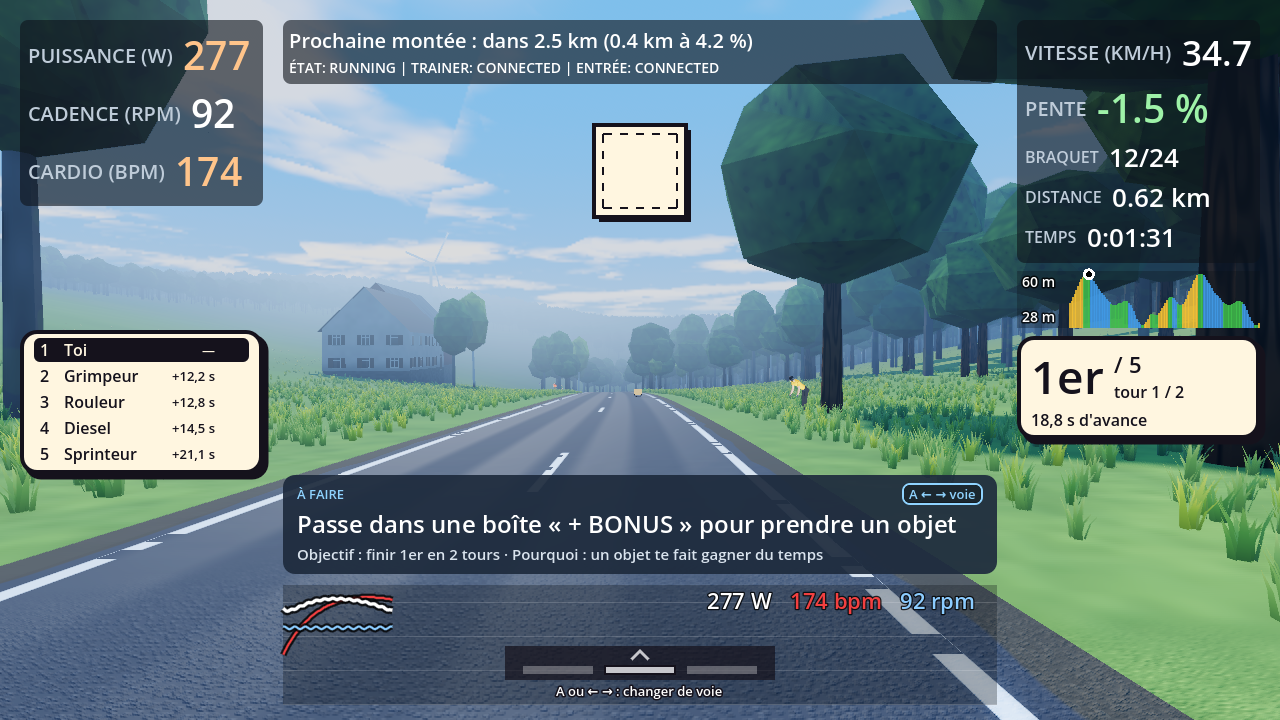 PUISSANCE (W) 277
CADENCE (RPM) 92
CARDIO (BPM) 174
Prochaine montée : dans 2.5 km (0.4 km à 4.2 %)
ÉTAT: RUNNING | TRAINER: CONNECTED | ENTRÉE: CONNECTED
VITESSE (KM/H) 34.7
PENTE -1.5 %
BRAQUET 12/24
DISTANCE 0.62 km
TEMPS 0:01:31
60 m
28 m
1 Toi —
2 Grimpeur +12,2 s
3 Rouleur +12,8 s
4 Diesel +14,5 s
5 Sprinteur +21,1 s
1er / 5
tour 1 / 2
18,8 s d'avance
À FAIRE
A ← → voie
Passe dans une boîte « + BONUS » pour prendre un objet
Objectif : finir 1er en 2 tours · Pourquoi : un objet te fait gagner du temps
277 W 174 bpm 92 rpm
A ou ← → : changer de voie